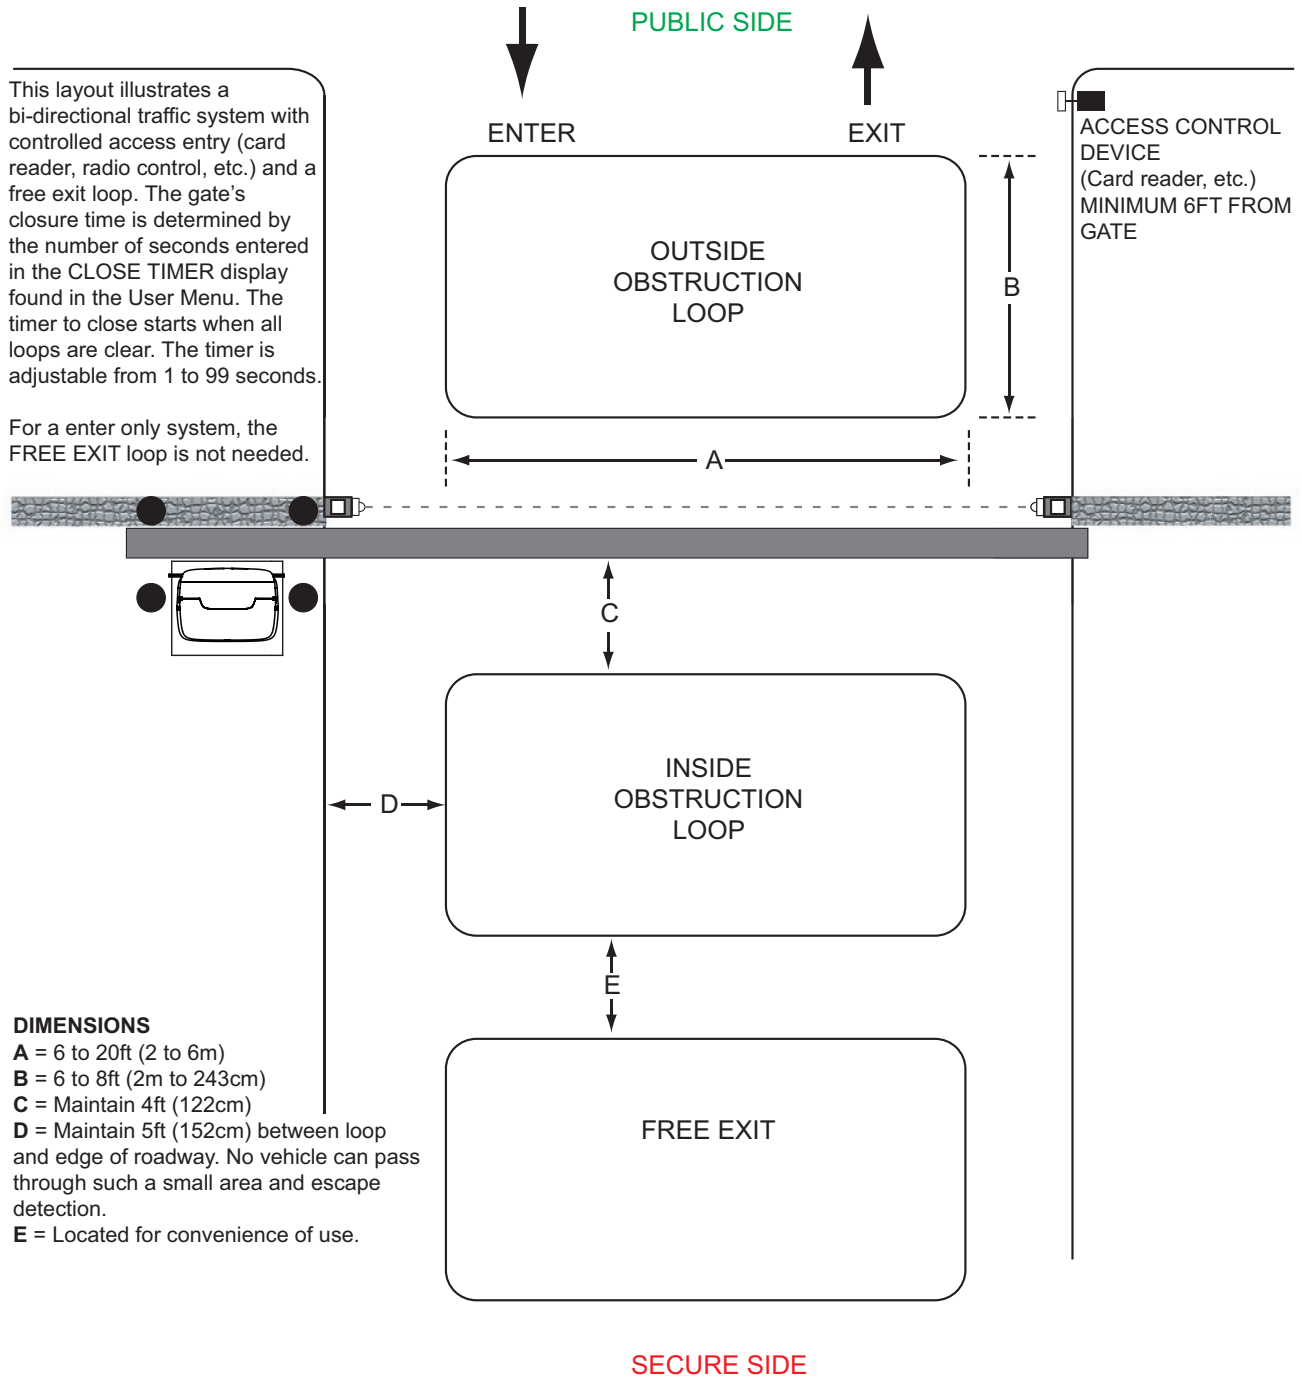 PUBLIC SIDE
This layout illustrates a
bi-directional traffic system with
controlled access entry (card
reader, radio control, etc.) and a
free exit loop. The gate's
closure time is determined by
the number of seconds entered
in the CLOSE TIMER display
found in the User Menu. The
timer to close starts when all
loops are clear. The timer is
adjustable from 1 to 99 seconds.
For a enter only system, the
FREE EXIT loop is not needed.
ENTER
EXIT
ACCESS CONTROL
DEVICE
(Card reader, etc.)
MINIMUM 6FT FROM
GATE
OUTSIDE
OBSTRUCTION
LOOP
B
A
C
INSIDE
OBSTRUCTION
LOOP
D
E
DIMENSIONS
A = 6 to 20ft (2 to 6m)
B = 6 to 8ft (2m to 243cm)
C = Maintain 4ft (122cm)
D = Maintain 5ft (152cm) between loop
and edge of roadway. No vehicle can pass
through such a small area and escape
detection.
E = Located for convenience of use.
FREE EXIT
SECURE SIDE